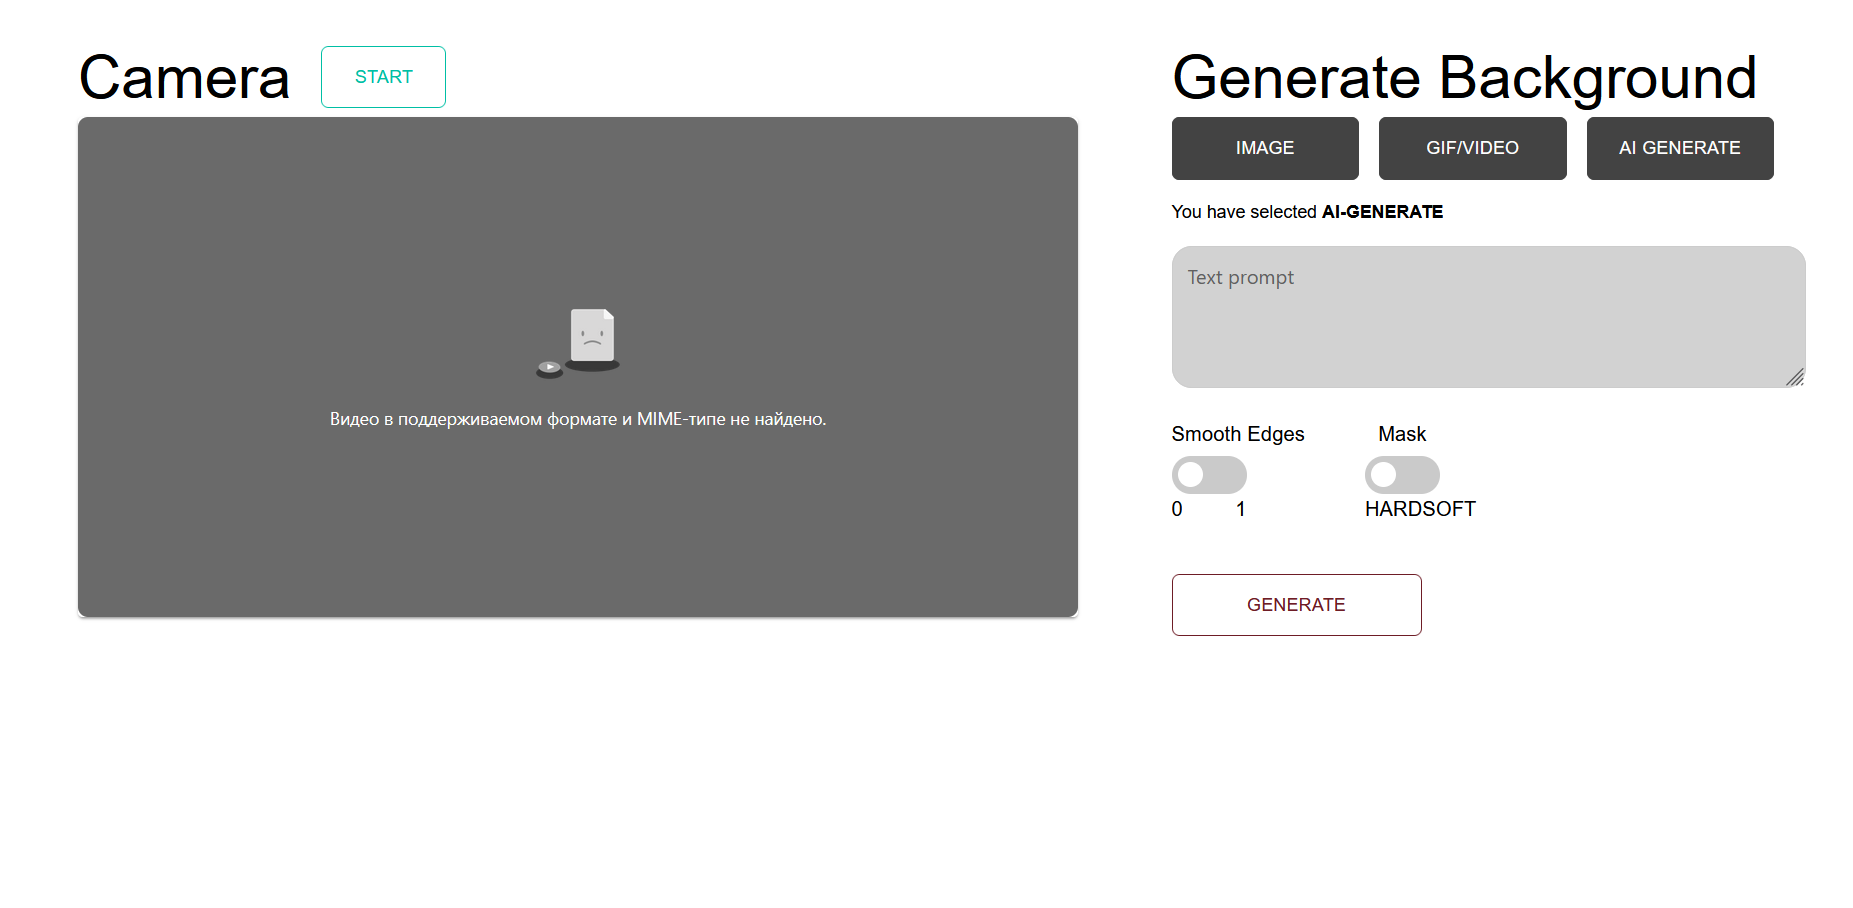 Camera
START
Видео в поддерживаемом формате и MIME-типе не найдено.
Generate Background
IMAGE
GIF/VIDEO
AI GENERATE
You have selected AI-GENERATE
Text prompt
Smooth Edges
Mask
0
1
HARDSOFT
GENERATE